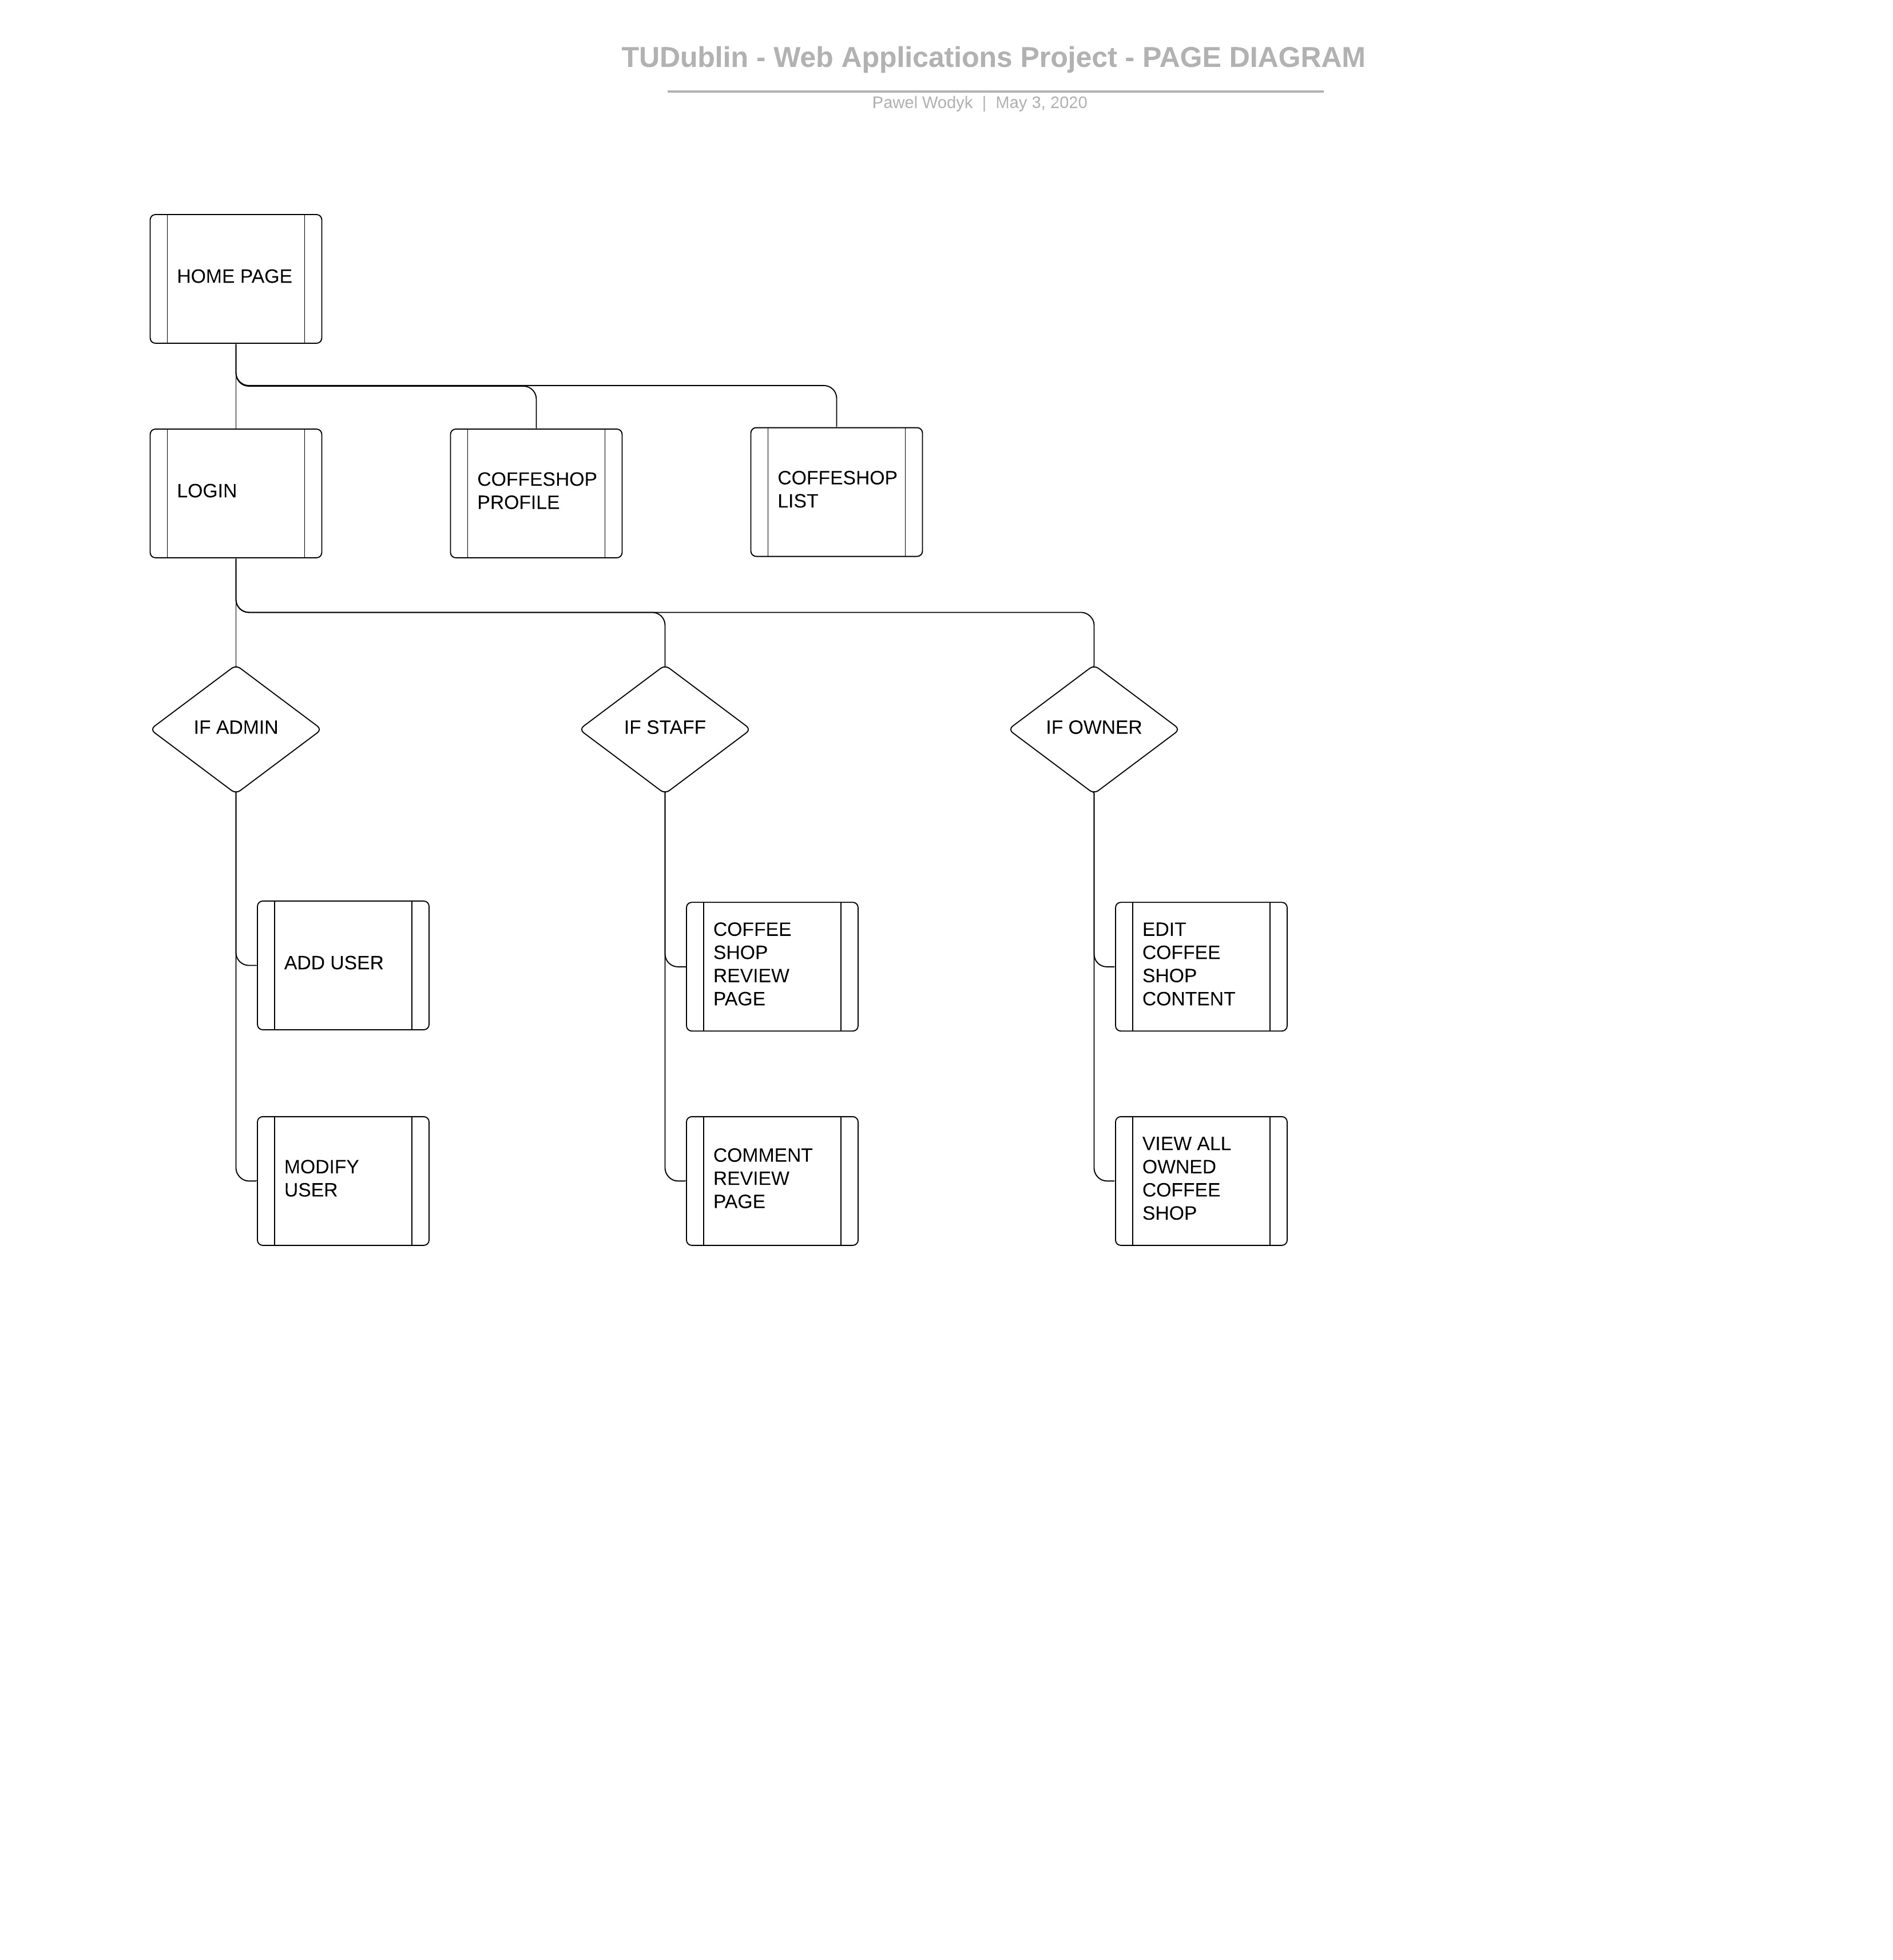 TUDublin - Web Applications Project - PAGE DIAGRAM
Pawel Wodyk | May 3, 2020
HOME PAGE
LOGIN
COFFESHOP
PROFILE
COFFESHOP
LIST
IF ADMIN
IF STAFF
IF OWNER
ADD USER
COFFEE
SHOP
REVIEW
PAGE
EDIT
COFFEE
SHOP
CONTENT
MODIFY
USER
COMMENT
REVIEW
PAGE
VIEW ALL
OWNED
COFFEE
SHOP